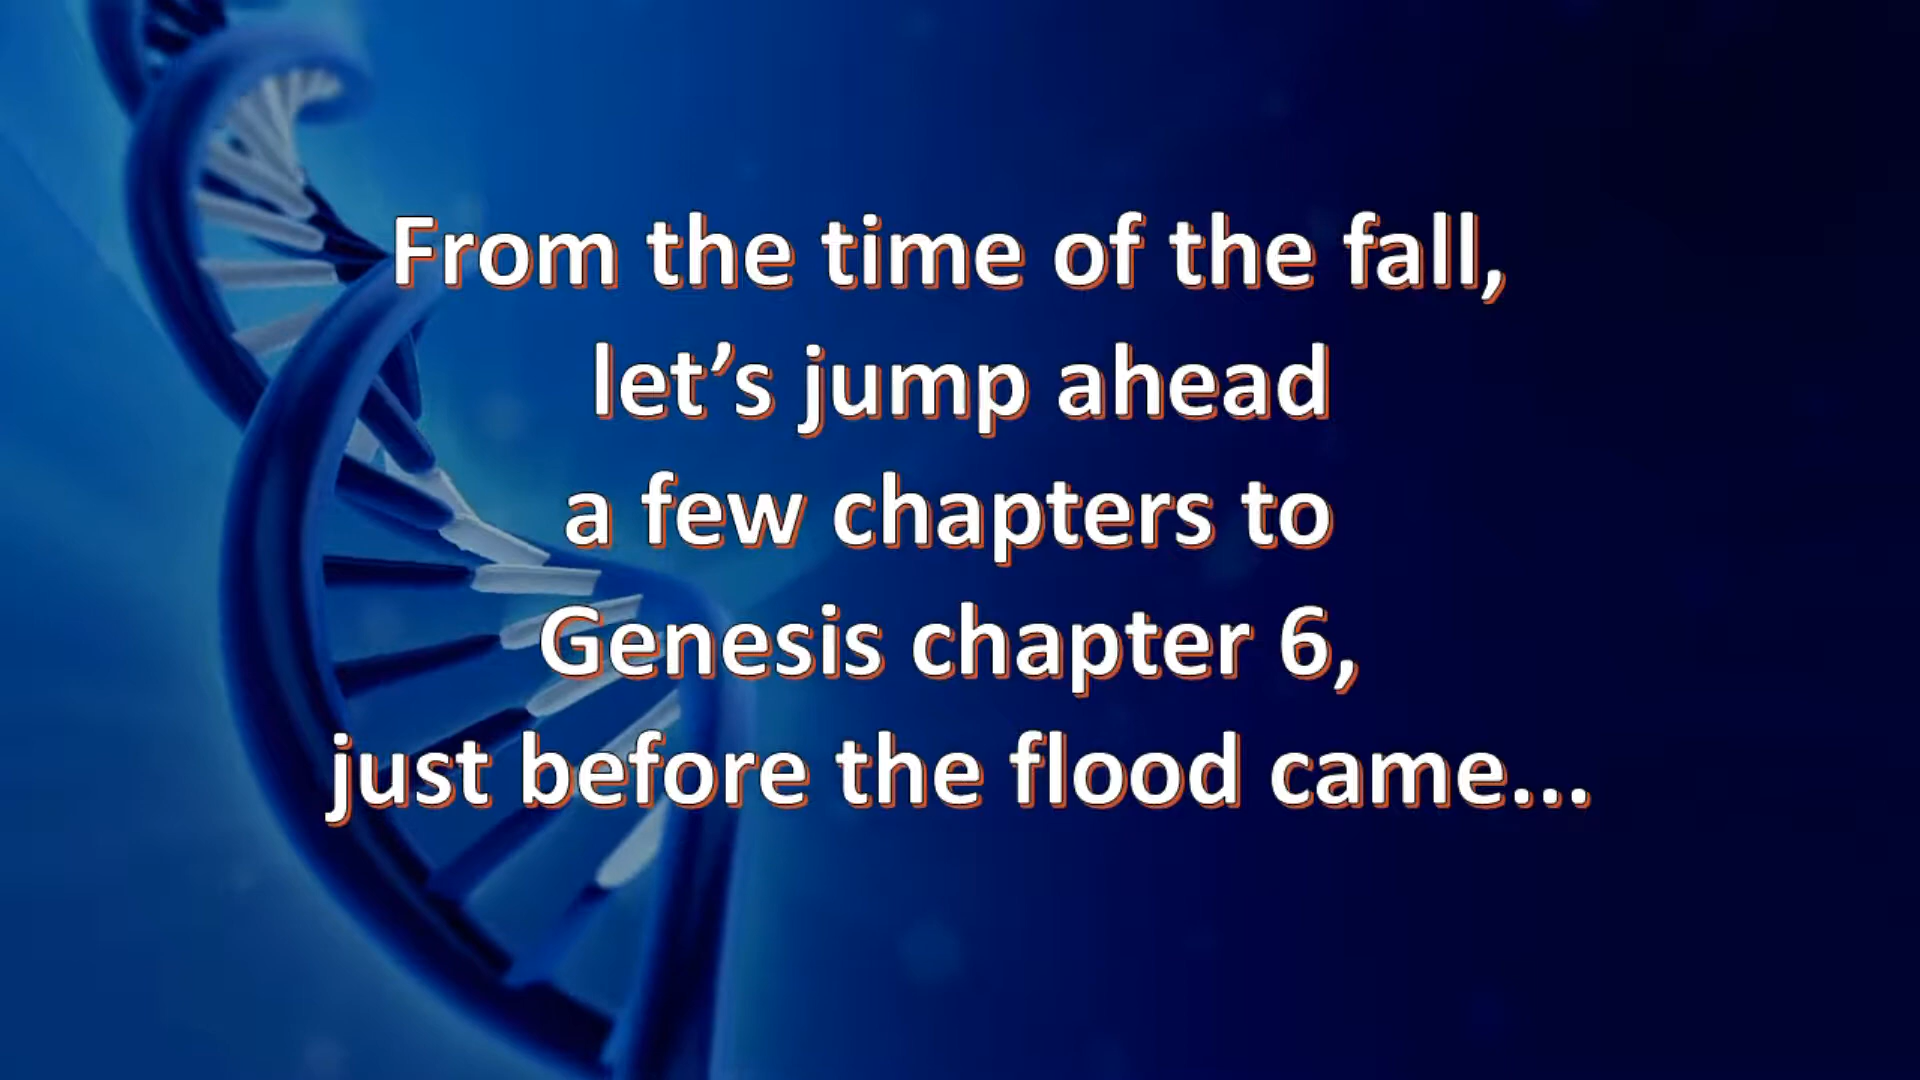 From the time of the fall,
let’s jump ahead
a few chapters to
Genesis chapter 6,
just before the flood came...